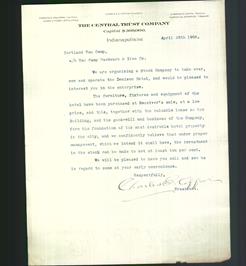 THE CENTRAL TRUST COMPANY
Capital $300,000.
Indianapolis
April 26th 1906.
Cortland Van Camp,
c/o Van Camp Hardware & Iron Co.
We are organizing a Stock Company to take over,
own and operate the Denison Hotel, and would be pleased to
interest you in the enterprise.
The furniture, fixtures and equipment of the
hotel have been purchased at Receiver's sale, at a low
price, and this, together with the valuable lease on the
Building, and the goodwill and business of the Company,
form the foundation of the most desirable hotel property
in the city, and we confidently believe that under proper
management, which we intend it shall have, the investment
in the stock can be made to net at least ten per cent.
We will be pleased to have you call and see us
in regard to same at your early convenience.
Respectfully,
Charles E.
President.